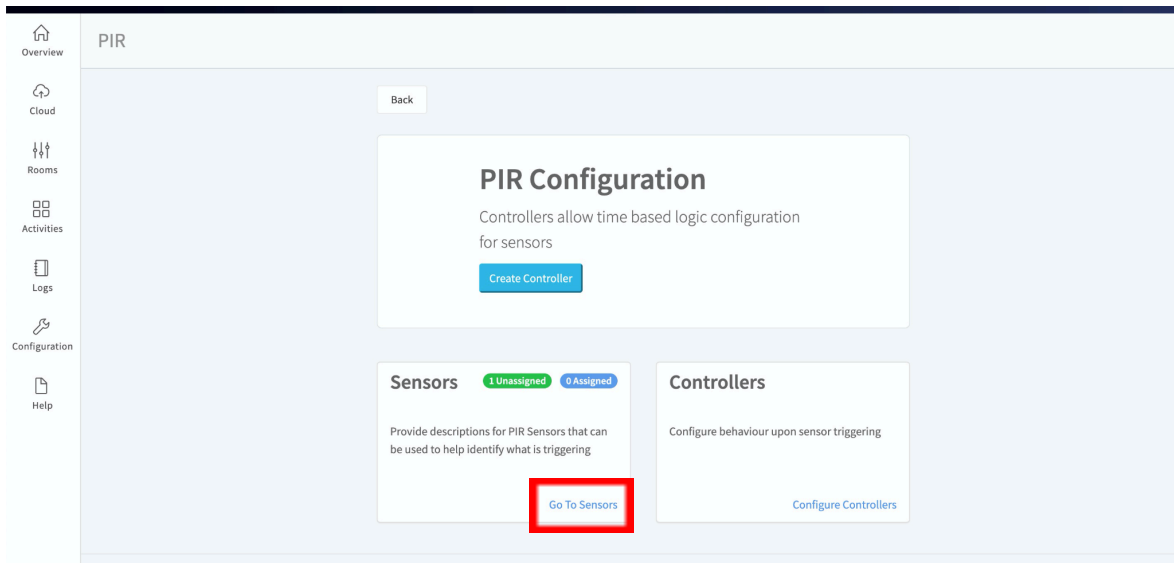 PIR
Overview
Cloud
Rooms
Activities
Logs
Configuration
Help
Back
PIR Configuration
Controllers allow time based logic configuration
for sensors
Create Controller
Sensors
1 Unassigned
0 Assigned
Provide descriptions for PIR Sensors that can
be used to help identify what is triggering
Go To Sensors
Controllers
Configure behaviour upon sensor triggering
Configure Controllers